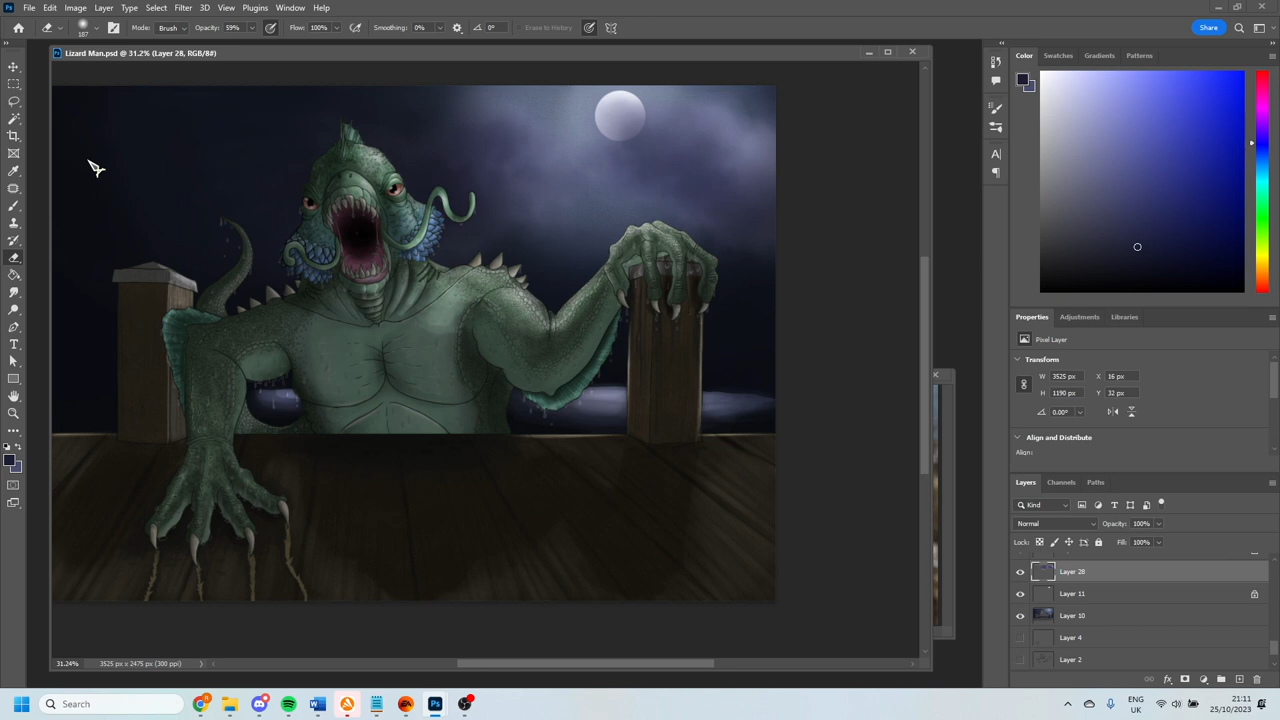 File Edit Image Layer Type Select Filter 3D View Plugins Window Help
187 Mode: Brush Opacity: 59% Flow: 100% Smoothing: 0% 0° Erase to History Share
Lizard Man.psd @ 31.2% (Layer 28, RGB/8#)
Color Swatches Gradients Patterns
Properties Adjustments Libraries
Pixel Layer
Transform
W 3525 px X 16 px
H 1190 px Y 32 px
0.00°
Align and Distribute
Align:
Layers Channels Paths
Kind
Normal Opacity: 100%
Lock: Fill: 100%
Layer 28
Layer 11
Layer 10
Layer 4
Layer 2
31.24% 3525 px x 2475 px (300 ppi)
Search
ENG
UK
21:11
25/10/2023